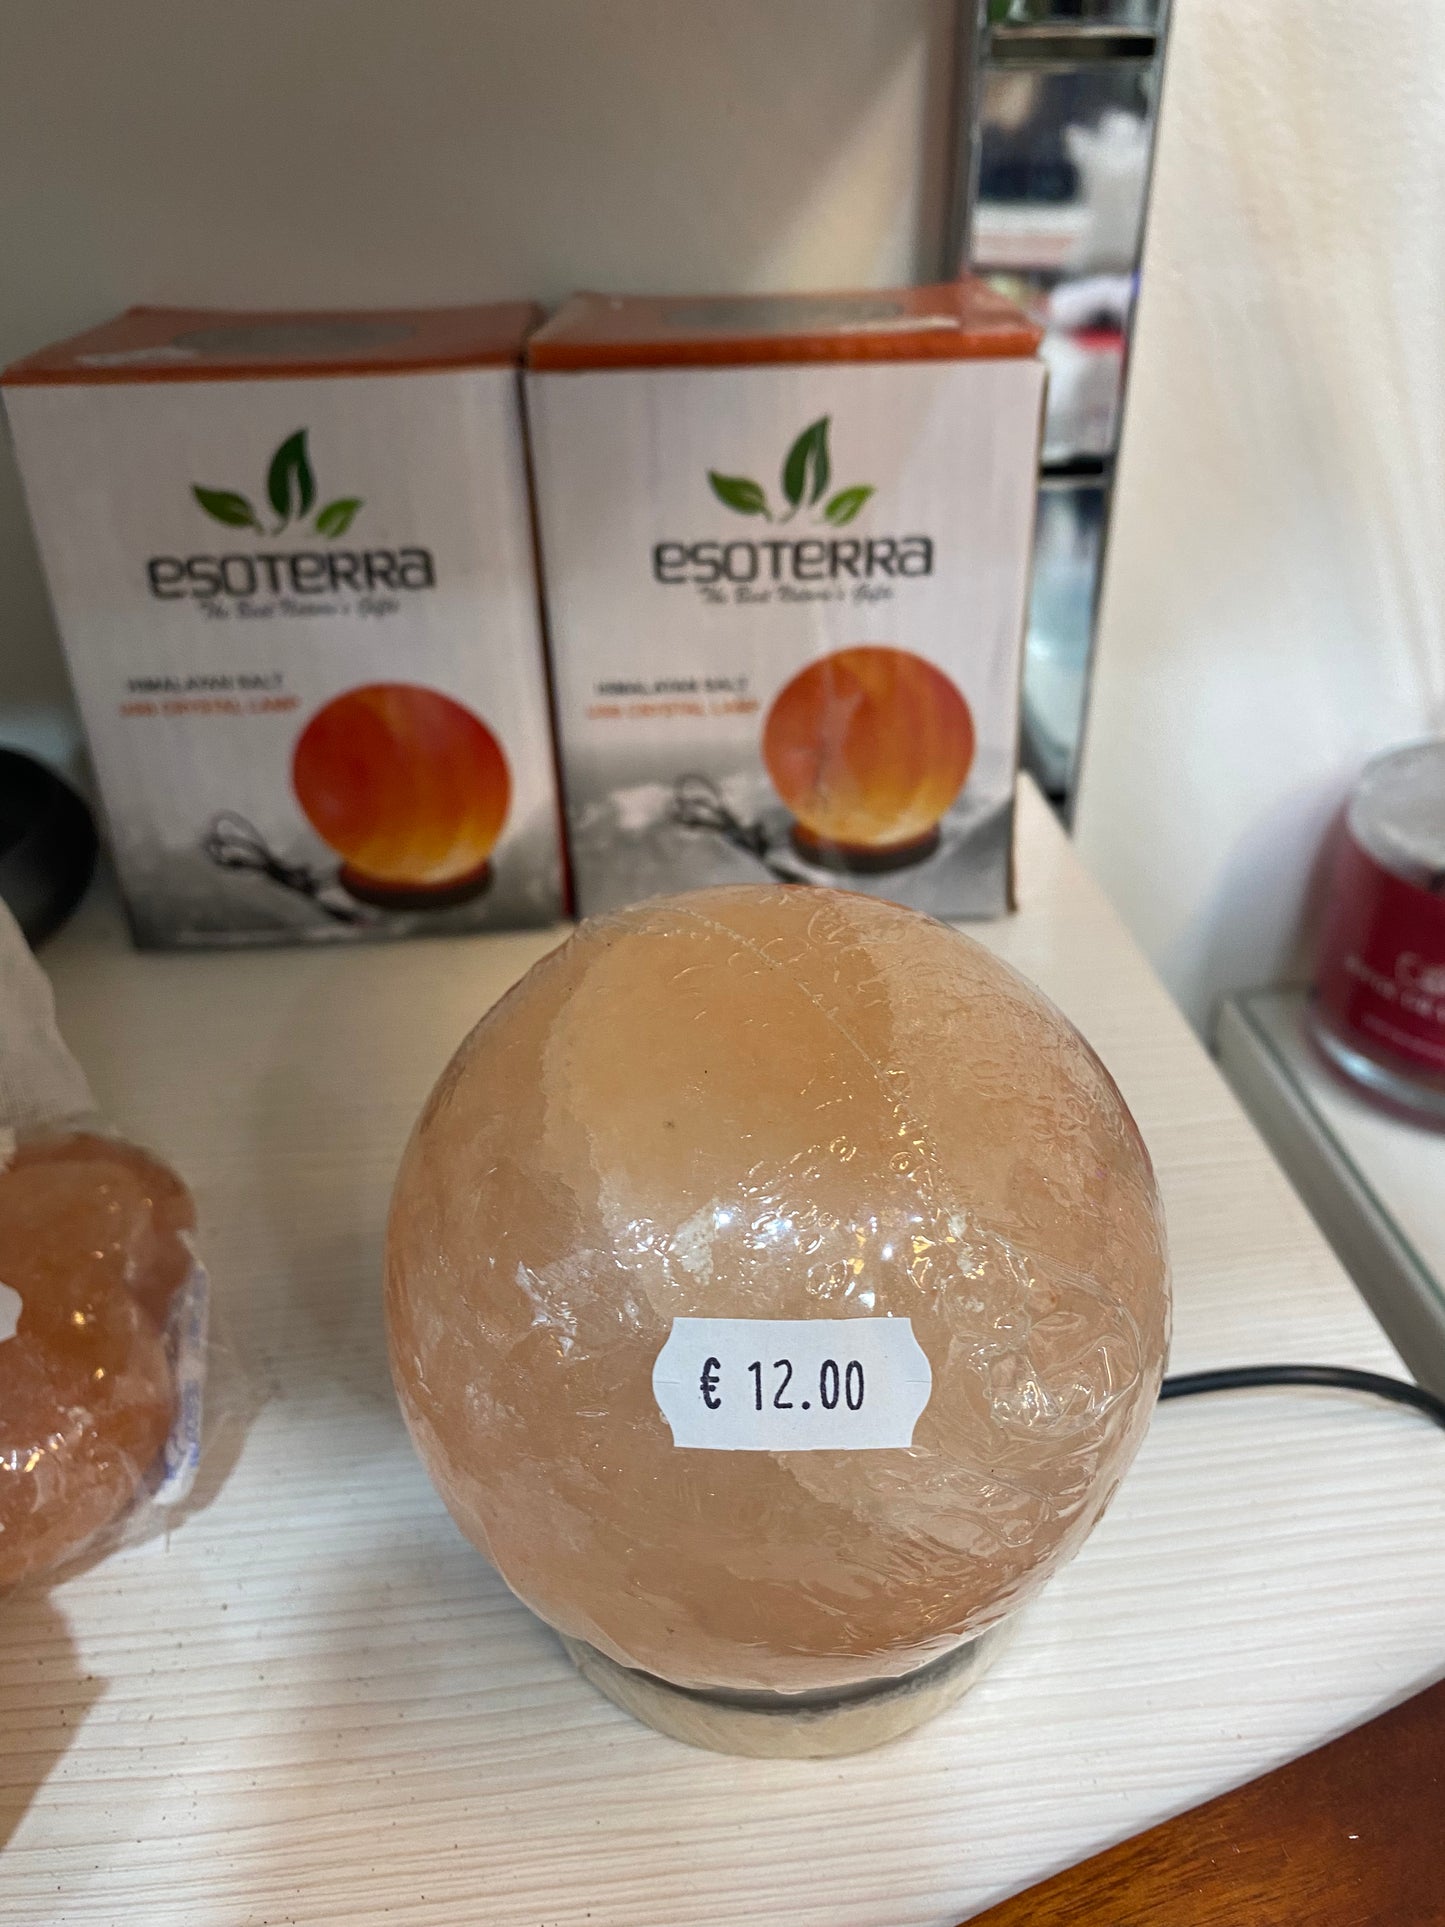 esoterra
The Best Nature's Gifts
HIMALAYAN SALT
USB CRYSTAL LAMP
esoterra
The Best Nature's Gifts
HIMALAYAN SALT
USB CRYSTAL LAMP
€ 12.00